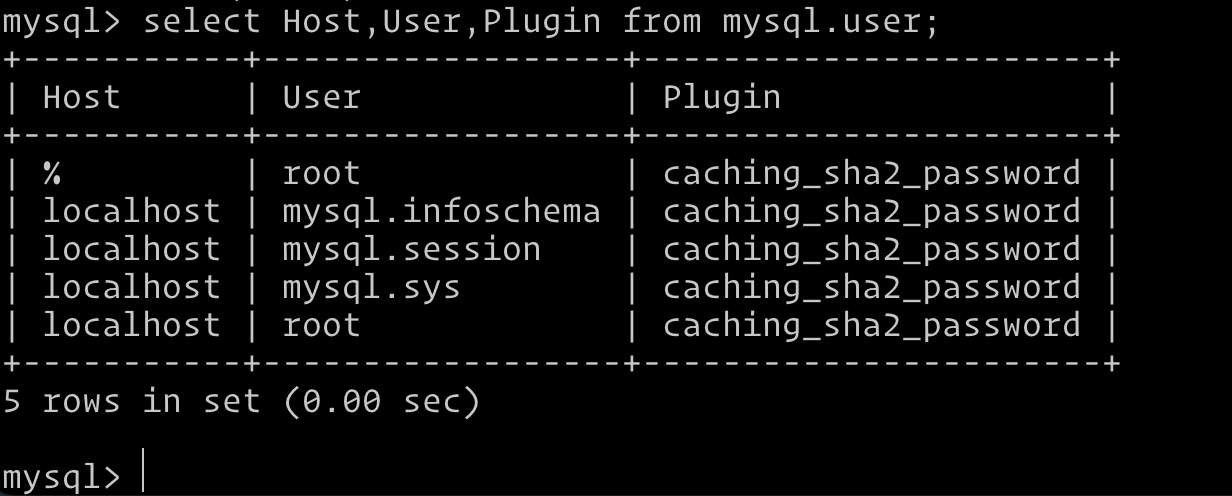 mysql> select Host,User,Plugin from mysql.user;
+-----------+------------------+-----------------------+
| Host      | User             | Plugin                |
+-----------+------------------+-----------------------+
| %         | root             | caching_sha2_password |
| localhost | mysql.infoschema | caching_sha2_password |
| localhost | mysql.session    | caching_sha2_password |
| localhost | mysql.sys        | caching_sha2_password |
| localhost | root             | caching_sha2_password |
+-----------+------------------+-----------------------+
5 rows in set (0.00 sec)
mysql>